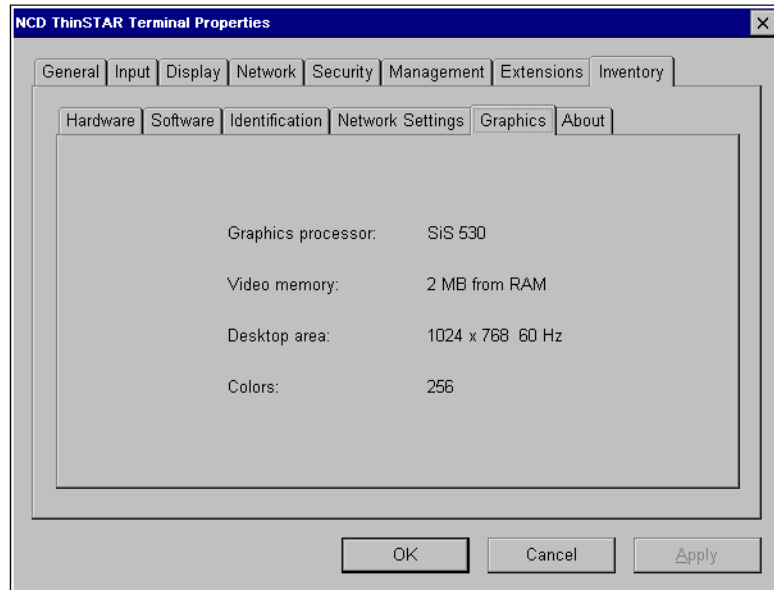 NCD ThinSTAR Terminal Properties
General Input Display Network Security Management Extensions Inventory
Hardware Software Identification Network Settings Graphics About
Graphics processor: SiS 530
Video memory: 2 MB from RAM
Desktop area: 1024 x 768 60 Hz
Colors: 256
OK Cancel Apply